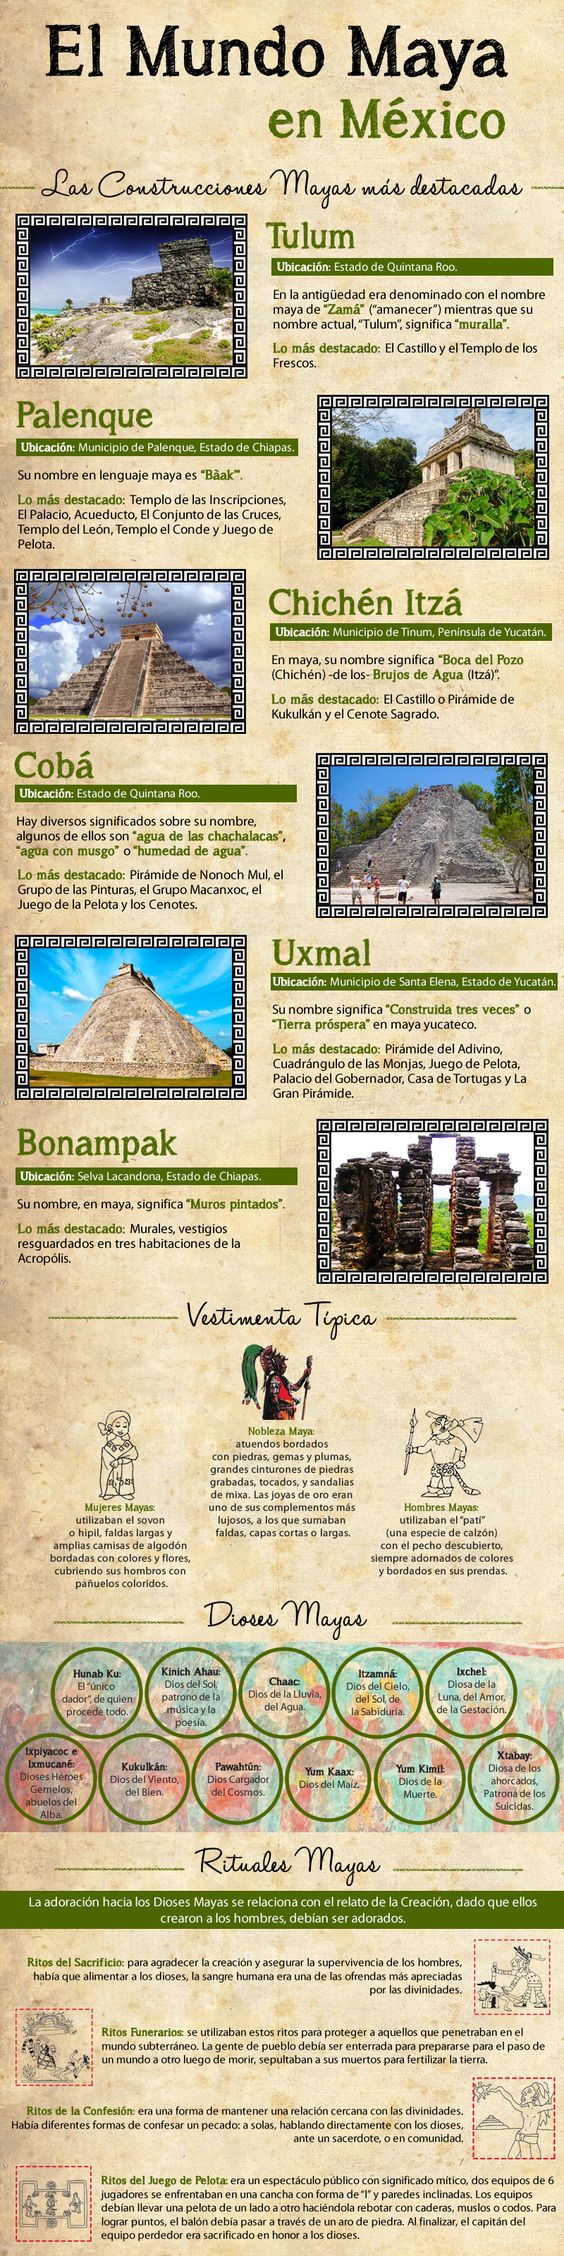 El Mundo Maya
en México
Las Construcciones Mayas más destacadas
Tulum
Ubicación: Estado de Quintana Roo.
En la antigüedad era denominado con el nombre
maya de “Zamá” (“amanecer”) mientras que su
nombre actual, “Tulum”, significa “muralla”.
Lo más destacado: El Castillo y el Templo de los
Frescos.
Palenque
Ubicación: Municipio de Palenque, Estado de Chiapas.
Su nombre en lenguaje maya es “Bàak’”.
Lo más destacado: Templo de las Inscripciones,
El Palacio, Acueducto, El Conjunto de las Cruces,
Templo del León, Templo el Conde y Juego de
Pelota.
Chichén Itzá
Ubicación: Municipio de Tinum, Península de Yucatán.
En maya, su nombre significa “Boca del Pozo
(Chichén) -de los- Brujos de Agua (Itzá)”.
Lo más destacado: El Castillo o Pirámide de
Kukulkán y el Cenote Sagrado.
Cobá
Ubicación: Estado de Quintana Roo.
Hay diversos significados sobre su nombre,
algunos de ellos son “agua de las chachalacas”,
“agua con musgo” o “humedad de agua”.
Lo más destacado: Pirámide de Nonoch Mul, el
Grupo de las Pinturas, el Grupo Macanxoc, el
Juego de la Pelota y los Cenotes.
Uxmal
Ubicación: Municipio de Santa Elena, Estado de Yucatán.
Su nombre significa “Construida tres veces” o
“Tierra próspera” en maya yucateco.
Lo más destacado: Pirámide del Adivino,
Cuadrángulo de las Monjas, Juego de Pelota,
Palacio del Gobernador, Casa de Tortugas y La
Gran Pirámide.
Bonampak
Ubicación: Selva Lacandona, Estado de Chiapas.
Su nombre, en maya, significa “Muros pintados”.
Lo más destacado: Murales, vestigios
resguardados en tres habitaciones de la
Acropólis.
Vestimenta Típica
Nobleza Maya:
atuendos bordados
con piedras, gemas y plumas,
grandes cinturones de piedras
grabadas, tocados, y sandalias
de mixa. Las joyas de oro eran
uno de sus complementos más
lujosos, a los que sumaban
faldas, capas cortas o largas.
Mujeres Mayas:
utilizaban el sovon
o hipil, faldas largas y
amplias camisas de algodón
bordadas con colores y flores,
cubriendo sus hombros con
pañuelos coloridos.
Hombres Mayas:
utilizaban el “patí”
(una especie de calzón)
con el pecho descubierto,
siempre adornados de colores
y bordados en sus prendas.
Dioses Mayas
Hunab Ku:
El “único
dador”, de quien
procede todo.
Kinich Ahau:
Dios del Sol,
patrono de la
música y la
poesía.
Chaac:
Dios de la Lluvia,
del Agua.
Itzamná:
Dios del Cielo,
del Sol, de
la Sabiduría.
Ixchel:
Diosa de la
Luna, del Amor,
de la Gestación.
Ixpiyacoc e
Ixmucané:
Dioses Héroes
Gemelos,
abuelos del
Alba.
Kukulkán:
Dios del Viento,
del Bien.
Pawahtún:
Dios Cargador
del Cosmos.
Yum Kaax:
Dios del Maíz.
Yum Kimil:
Dios de la
Muerte.
Xtabay:
Diosa de los
ahorcados,
Patrona de los
Suicidas.
Rituales Mayas
La adoración hacia los Dioses Mayas se relaciona con el relato de la Creación, dado que ellos
crearon a los hombres, debían ser adorados.
Ritos del Sacrificio: para agradecer la creación y asegurar la supervivencia de los hombres,
había que alimentar a los dioses, la sangre humana era una de las ofrendas más apreciadas
por las divinidades.
Ritos Funerarios: se utilizaban estos ritos para proteger a aquellos que penetraban en el
mundo subterráneo. La gente de pueblo debía ser enterrada para prepararse para el paso de
un mundo a otro luego de morir, sepultaban a sus muertos para fertilizar la tierra.
Ritos de la Confesión: era una forma de mantener una relación cercana con las divinidades.
Había diferentes formas de confesar un pecado: a solas, hablando directamente con los dioses,
ante un sacerdote, o en comunidad.
Ritos del Juego de Pelota: era un espectáculo público con significado mítico, dos equipos de 6
jugadores se enfrentaban en una cancha con forma de “I” y paredes inclinadas. Los equipos
debían llevar una pelota de un lado a otro haciéndola rebotar con caderas, muslos o codos. Para
lograr puntos, el balón debía pasar a través de un aro de piedra. Al finalizar, el capitán del
equipo perdedor era sacrificado en honor a los dioses.